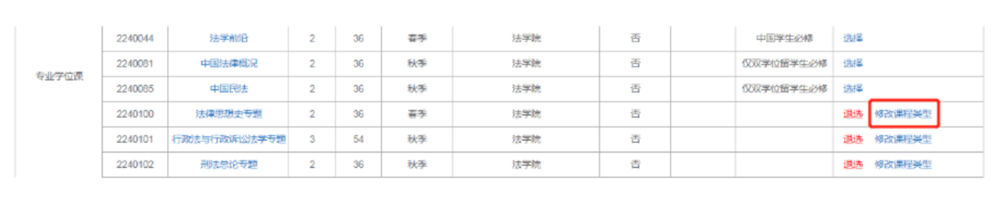 2240044 法学前沿 2 36 春季 法学院 否 中国学生必修 选择
2240081 中国法律概况 2 36 秋季 法学院 否 仅双学位留学生必修 选择
专业学位课
2240085 中国民法 2 36 秋季 法学院 否 仅双学位留学生必修 选择
2240100 法律思想史专题 2 36 春季 法学院 否 退选 修改课程类型
2240101 行政法与行政诉讼法学专题 3 54 秋季 法学院 否 退选 修改课程类型
2240102 刑法总论专题 2 36 秋季 法学院 否 退选 修改课程类型